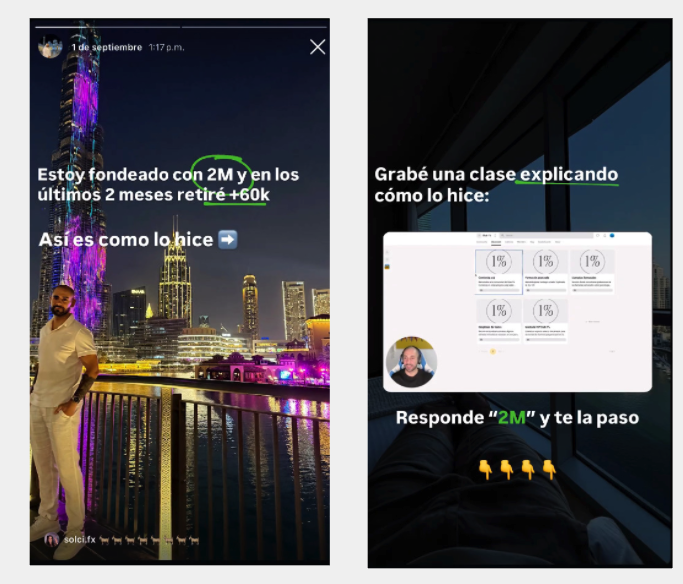 1 de septiembre 1:17 p.m.
Estoy fondeado con 2M y en los
últimos 2 meses retiré +60k
Así es como lo hice ➡️
solci.fx
Grabé una clase explicando
cómo lo hice:
1%
1%
1%
1%
1%
Responde “2M” y te la paso
👇👇👇👇